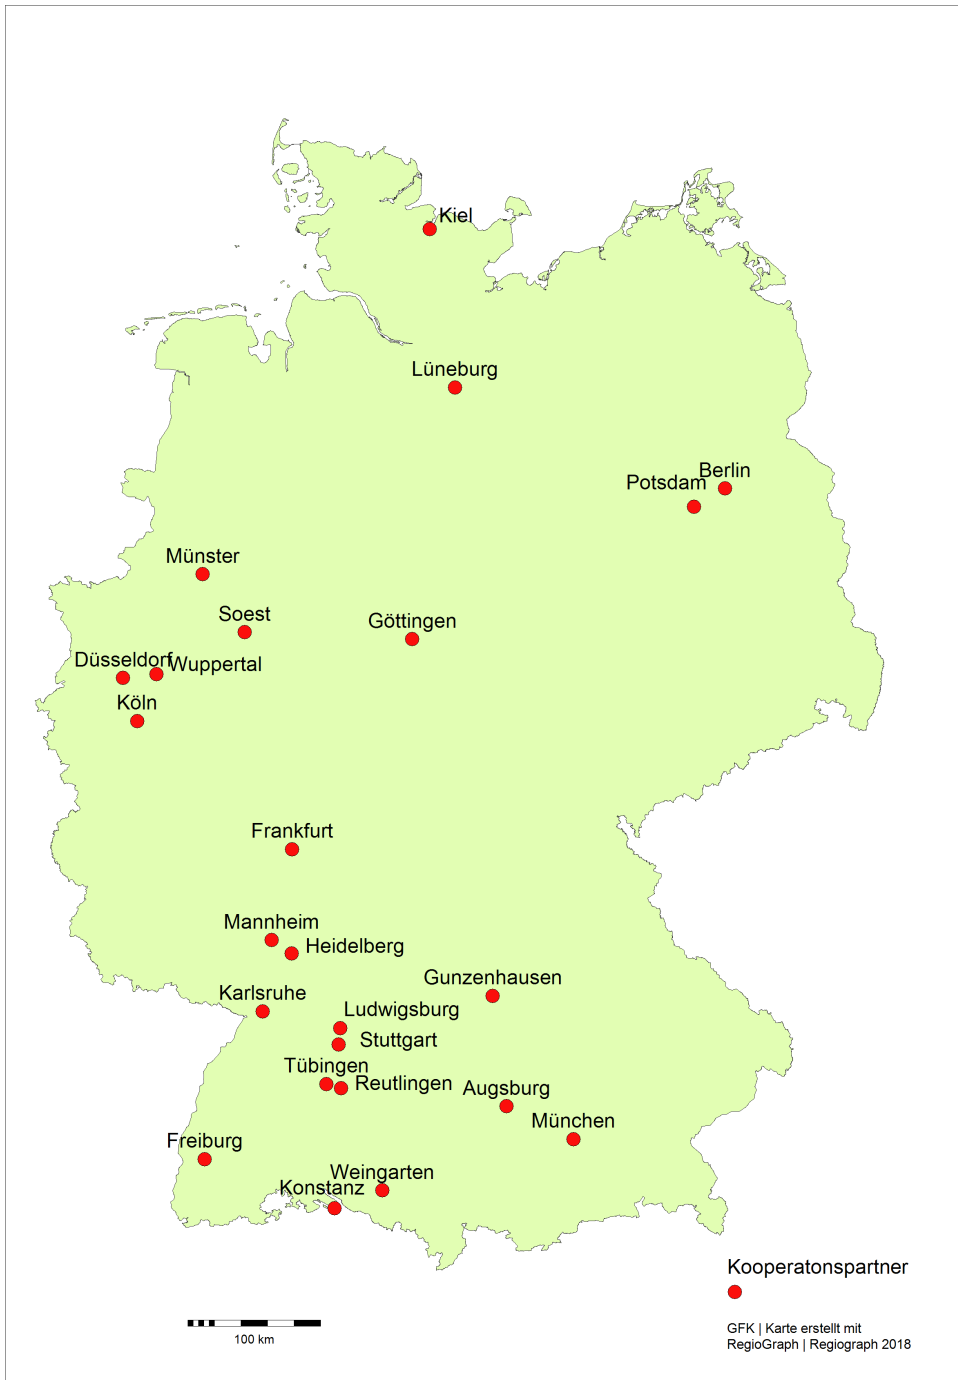 Kiel
Lüneburg
Berlin
Potsdam
Münster
Soest
Göttingen
Düsseldorf
Wuppertal
Köln
Frankfurt
Mannheim
Heidelberg
Gunzenhausen
Karlsruhe
Ludwigsburg
Stuttgart
Tübingen
Reutlingen
Augsburg
München
Freiburg
Weingarten
Konstanz
Kooperatonspartner
100 km
GFK | Karte erstellt mit
RegioGraph | Regiograph 2018